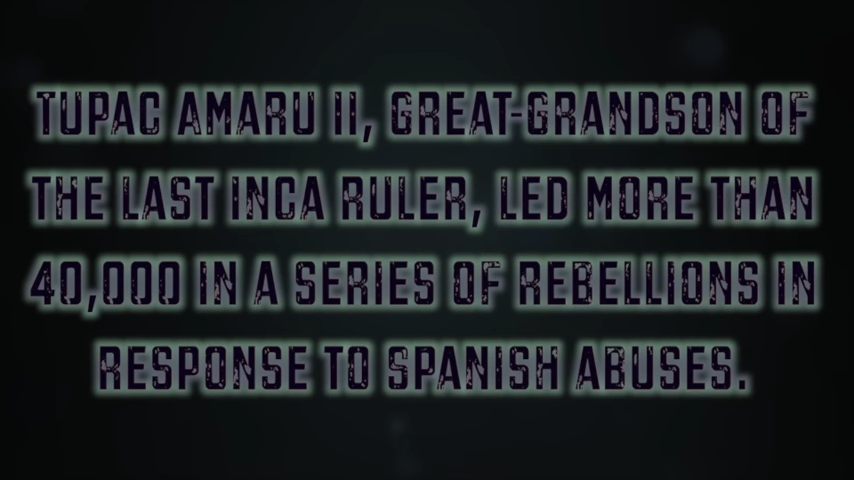 TUPAC AMARU II, GREAT-GRANDSON OF
THE LAST INCA RULER, LED MORE THAN
40,000 IN A SERIES OF REBELLIONS IN
RESPONSE TO SPANISH ABUSES.